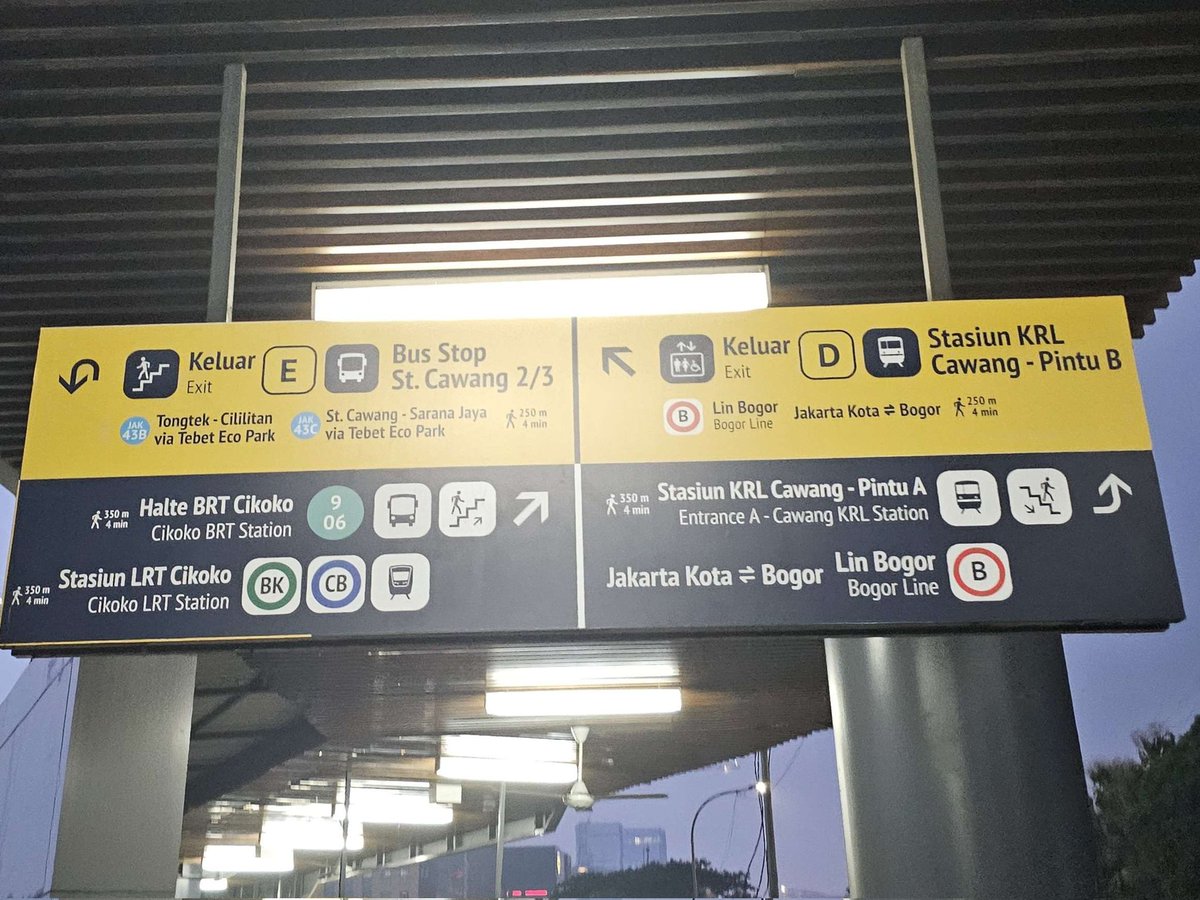 Keluar
Exit
E
Bus Stop
St. Cawang 2/3
JAK
43B
Tongtek - Cililitan
via Tebet Eco Park
JAK
43C
St. Cawang - Sarana Jaya
via Tebet Eco Park
250 m
4 min
Keluar
Exit
D
Stasiun KRL
Cawang - Pintu B
B
Lin Bogor
Bogor Line
Jakarta Kota ⇌ Bogor
250 m
4 min
350 m
4 min
Halte BRT Cikoko
Cikoko BRT Station
9
06
350 m
4 min
Stasiun LRT Cikoko
Cikoko LRT Station
BK
CB
350 m
4 min
Stasiun KRL Cawang - Pintu A
Entrance A - Cawang KRL Station
Jakarta Kota ⇌ Bogor
Lin Bogor
Bogor Line
B